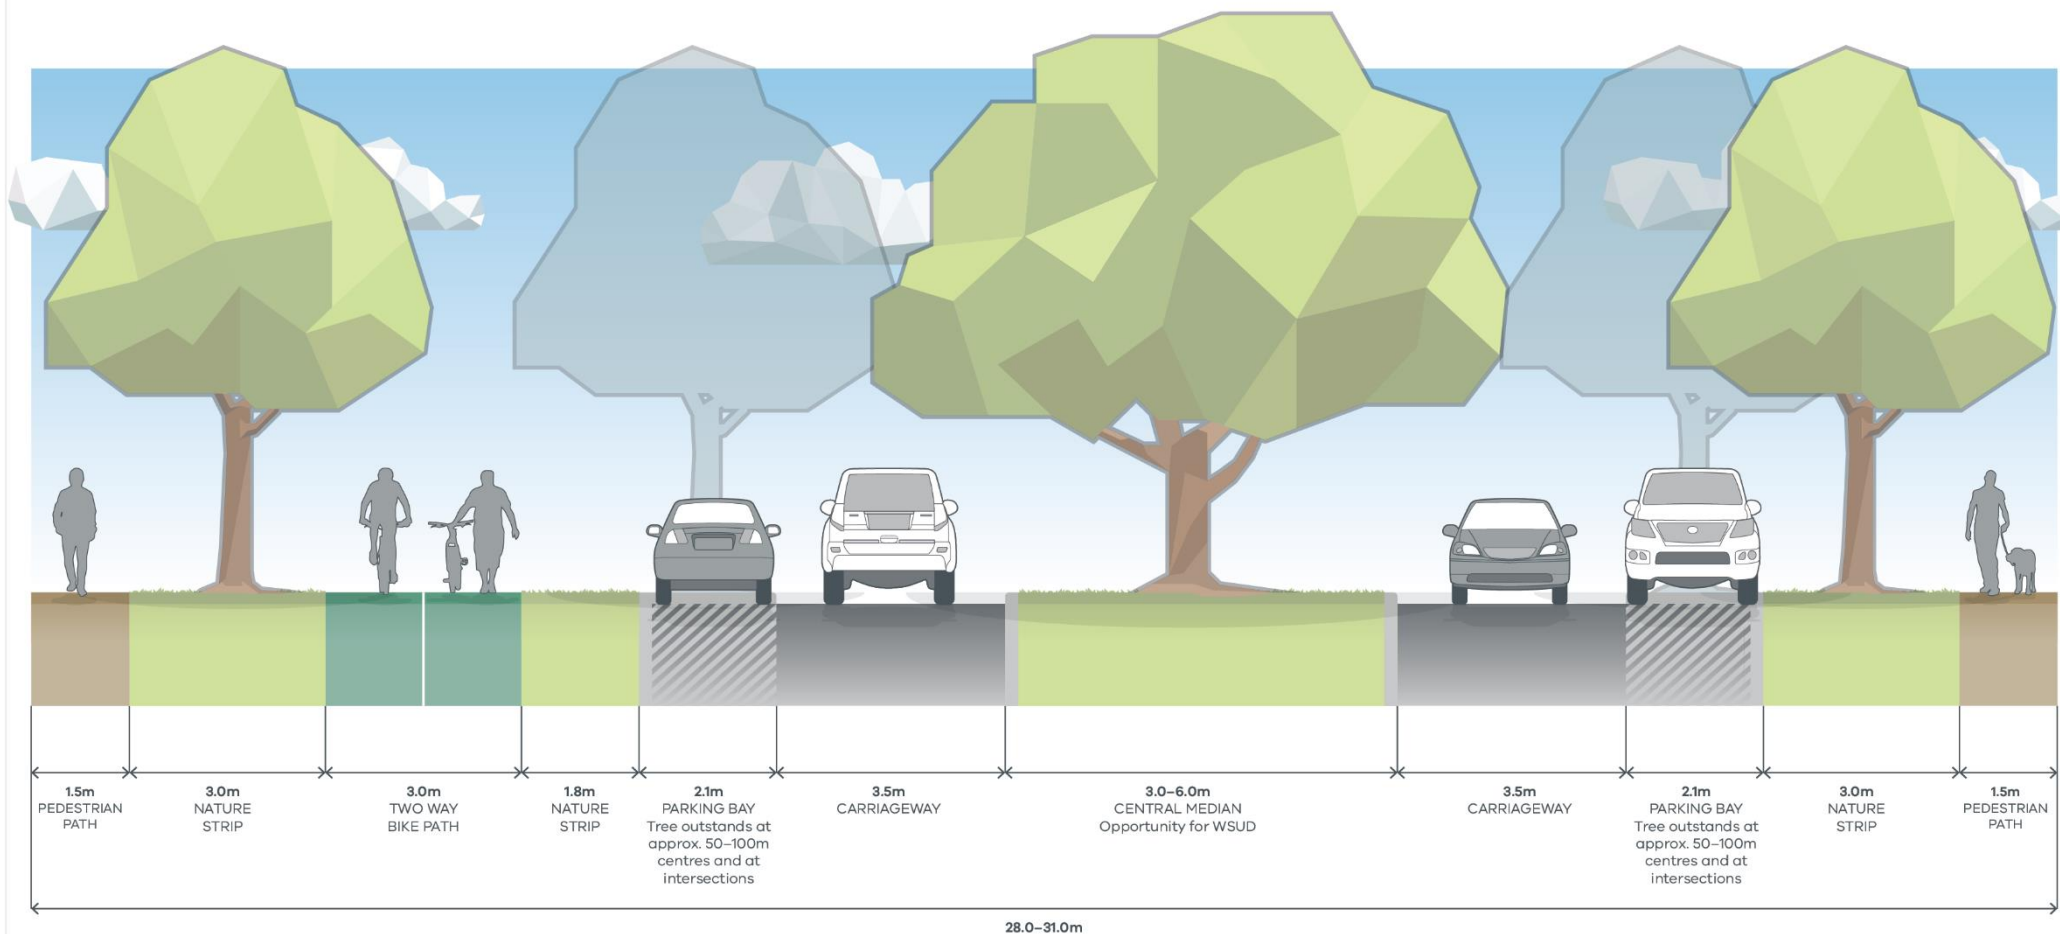 1.5m
PEDESTRIAN
PATH
3.0m
NATURE
STRIP
3.0m
TWO WAY
BIKE PATH
1.8m
NATURE
STRIP
2.1m
PARKING BAY
Tree outstands at
approx. 50–100m
centres and at
intersections
3.5m
CARRIAGEWAY
3.0–6.0m
CENTRAL MEDIAN
Opportunity for WSUD
3.5m
CARRIAGEWAY
2.1m
PARKING BAY
Tree outstands at
approx. 50–100m
centres and at
intersections
3.0m
NATURE
STRIP
1.5m
PEDESTRIAN
PATH
28.0–31.0m